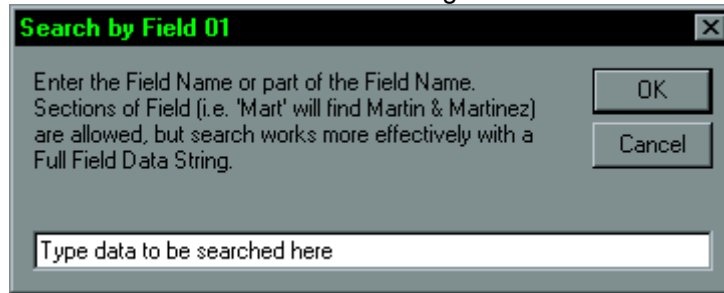 Search by Field 01
Enter the Field Name or part of the Field Name.
Sections of Field (i.e. 'Mart' will find Martin & Martinez)
are allowed, but search works more effectively with a
Full Field Data String.
OK
Cancel
Type data to be searched here